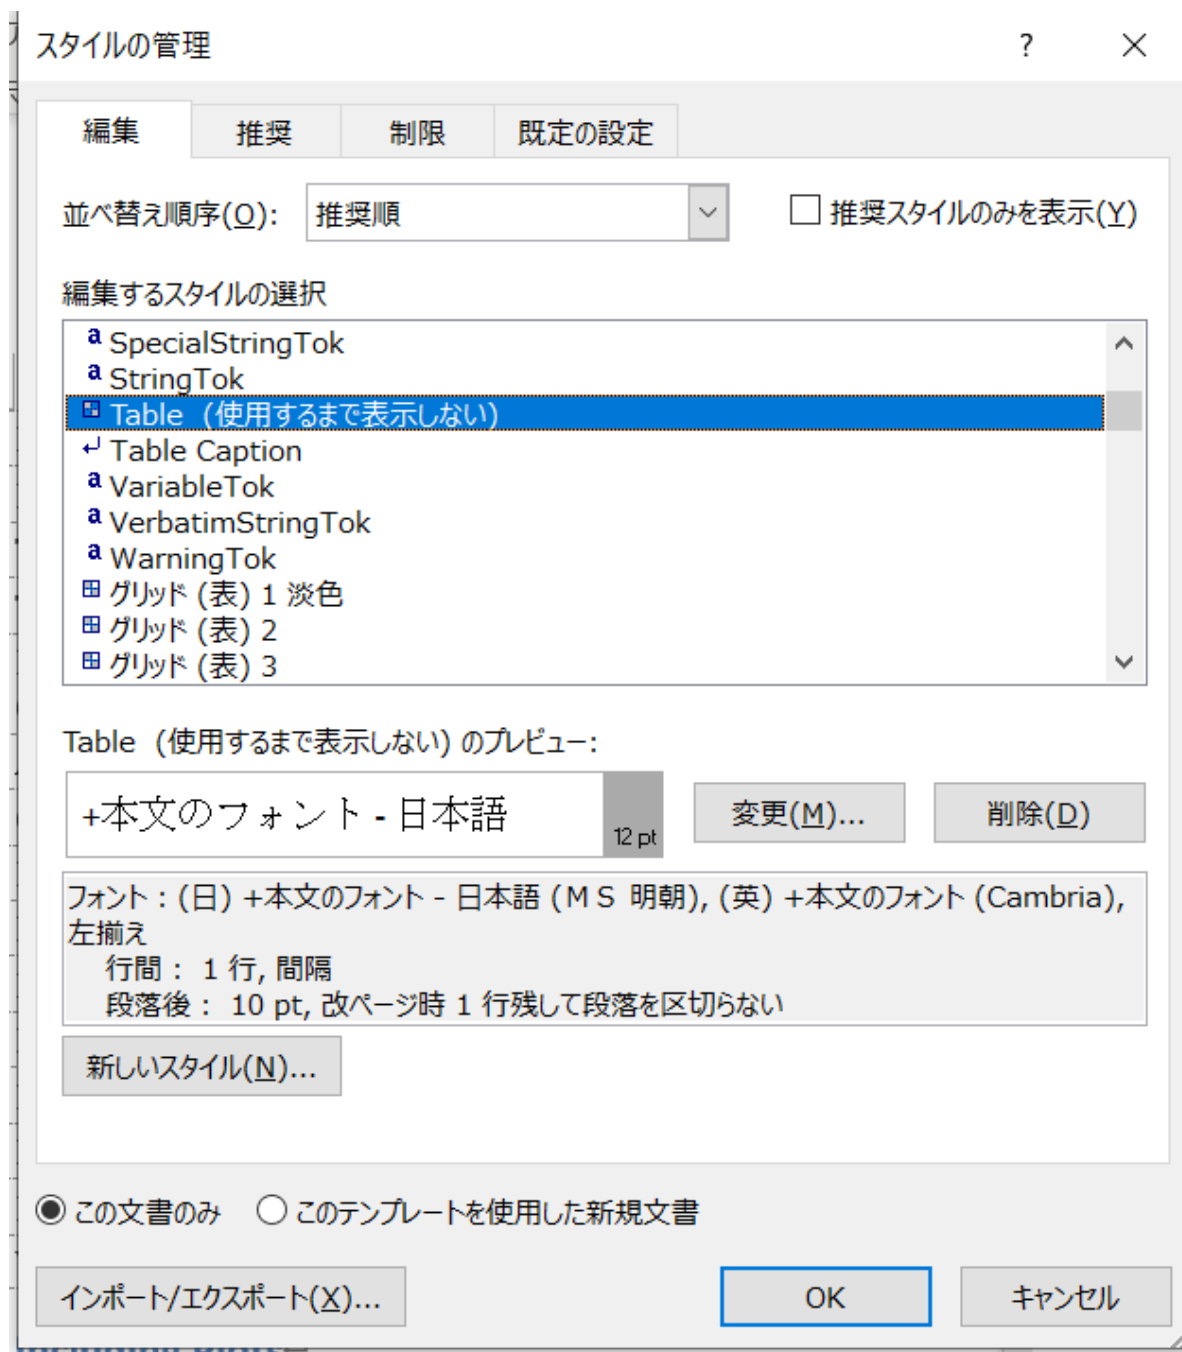 スタイルの管理 ?
編集 推奨 制限 既定の設定
並べ替え順序(O): 推奨順 推奨スタイルのみを表示(Y)
編集するスタイルの選択
a SpecialStringTok
a StringTok
Table (使用するまで表示しない)
Table Caption
a VariableTok
a VerbatimStringTok
a WarningTok
グリッド (表) 1 淡色
グリッド (表) 2
グリッド (表) 3
Table (使用するまで表示しない) のプレビュー:
+本文のフォント - 日本語 12 pt 変更(M)... 削除(D)
フォント : (日) +本文のフォント - 日本語 (ＭＳ 明朝), (英) +本文のフォント (Cambria),
左揃え
行間 : 1 行, 間隔
段落後 : 10 pt, 改ページ時 1 行残して段落を区切らない
新しいスタイル(N)...
この文書のみ このテンプレートを使用した新規文書
インポート/エクスポート(X)... OK キャンセル